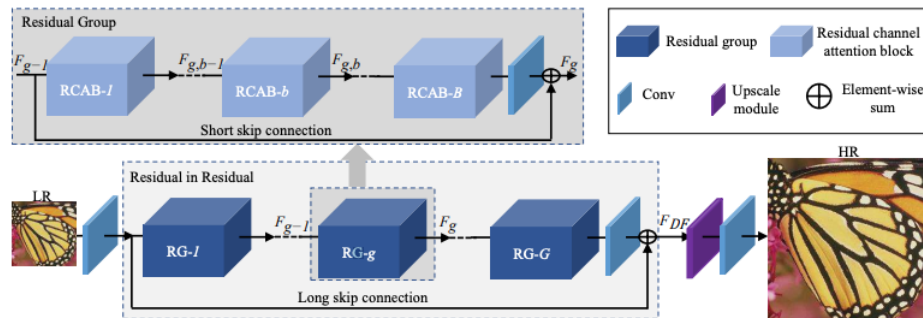 Residual Group
F_{g-1}
RCAB-1
F_{g,b-1}
RCAB-b
F_{g,b}
RCAB-B
F_g
Short skip connection
Residual group
Residual channel
attention block
Conv
Upscale
module
Element-wise
sum
Residual in Residual
LR
RG-1
F_{g-1}
RG-g
F_g
RG-G
F_{DF}
HR
Long skip connection